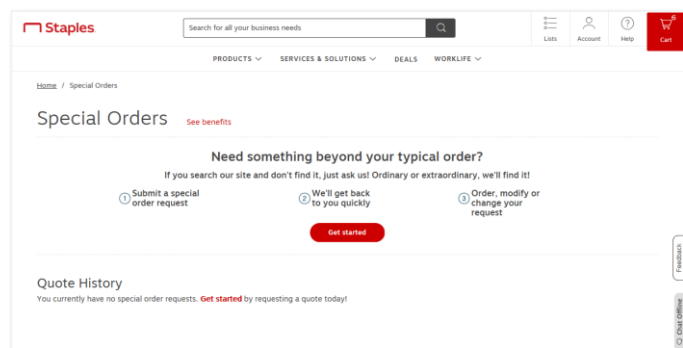 Staples
Search for all your business needs
Lists
Account
Help
6
Cart
PRODUCTS
SERVICES & SOLUTIONS
DEALS
WORKLIFE
Home / Special Orders
Special Orders
See benefits
Need something beyond your typical order?
If you search our site and don't find it, just ask us! Ordinary or extraordinary, we'll find it!
1 Submit a special
order request
2 We'll get back
to you quickly
3 Order, modify or
change your
request
Get started
Feedback
Quote History
You currently have no special order requests. Get started by requesting a quote today!
Chat Offline